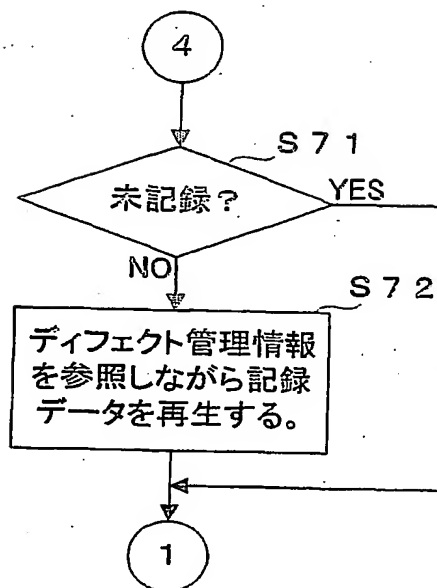 4
S71
未記録?
YES
NO
S72
ディフェクト管理情報
を参照しながら記録
データを再生する。
1